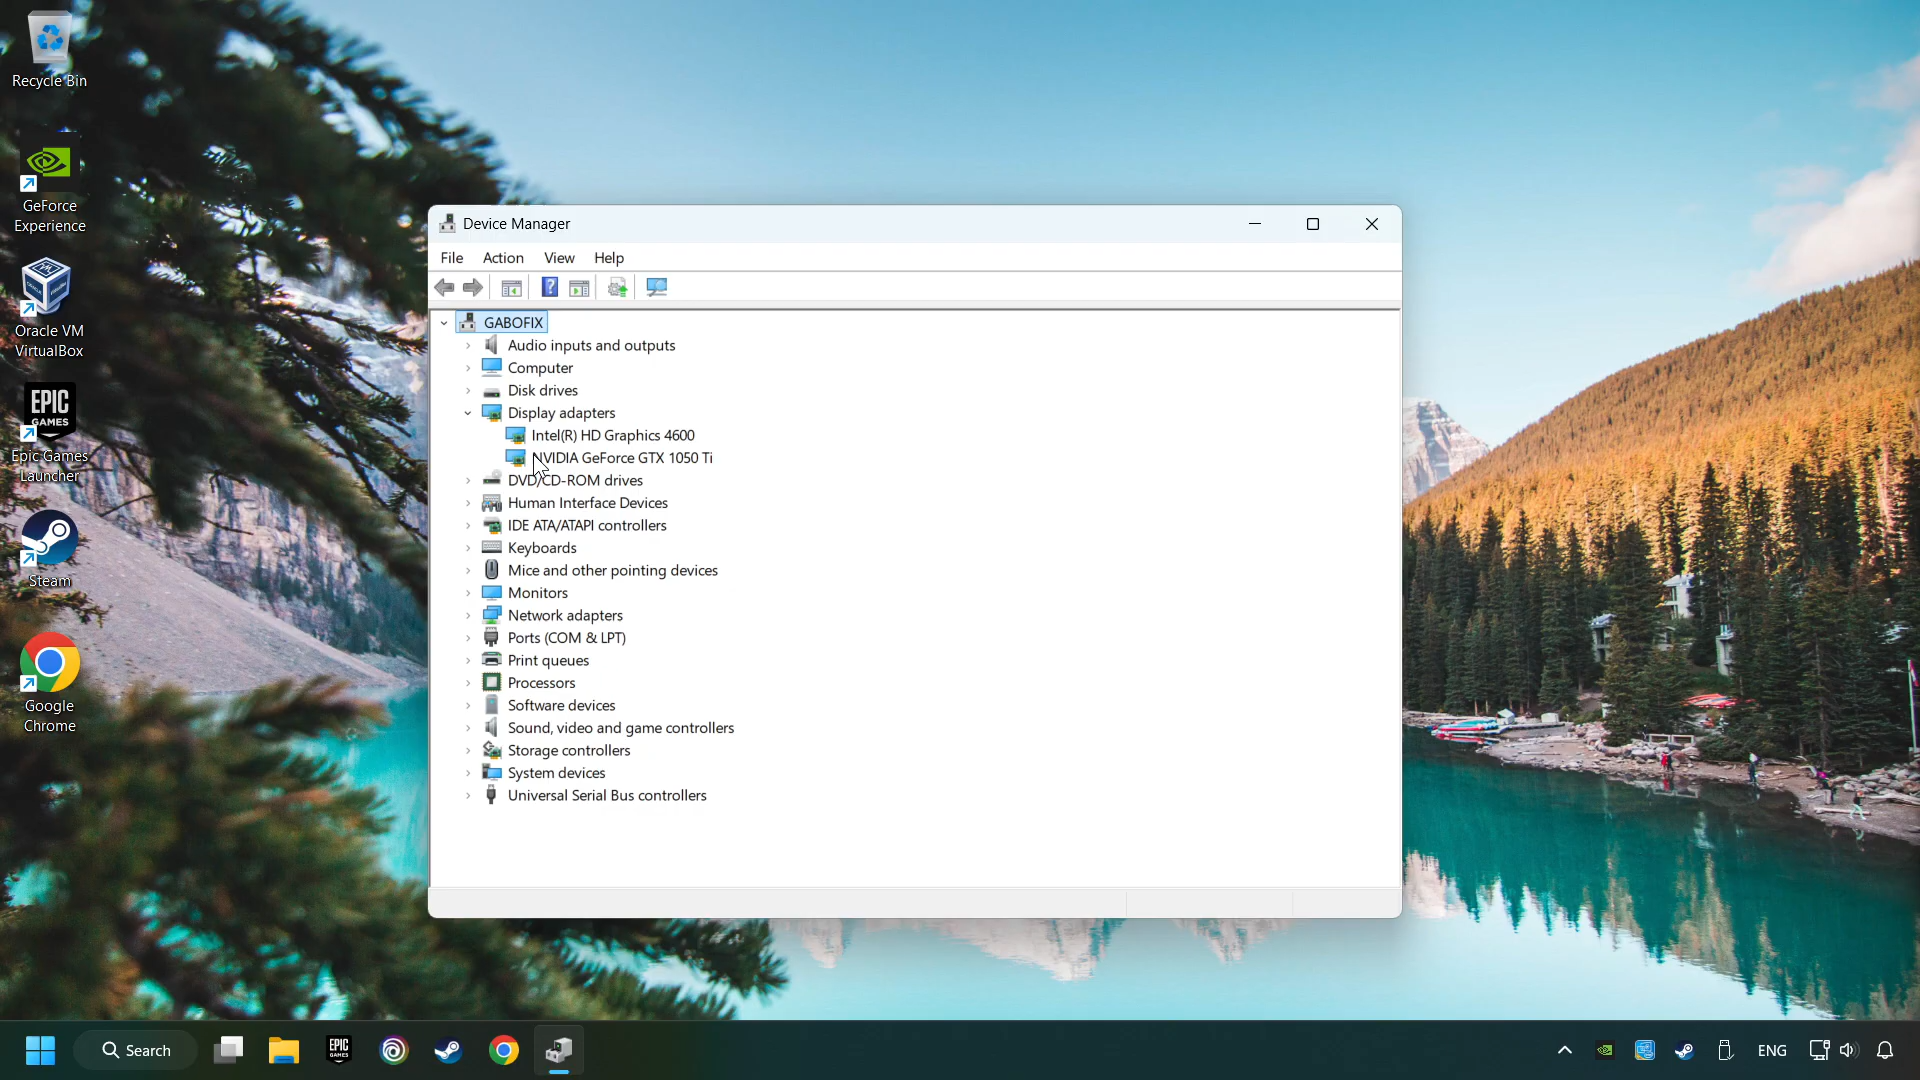 Recycle Bin
GeForce
Experience
Oracle VM
VirtualBox
EPIC
GAMES
Epic Games
Launcher
Steam
Google
Chrome
Device Manager
File Action View Help
GABOFIX
Audio inputs and outputs
Computer
Disk drives
Display adapters
Intel(R) HD Graphics 4600
NVIDIA GeForce GTX 1050 Ti
DVD/CD-ROM drives
Human Interface Devices
IDE ATA/ATAPI controllers
Keyboards
Mice and other pointing devices
Monitors
Network adapters
Ports (COM & LPT)
Print queues
Processors
Software devices
Sound, video and game controllers
Storage controllers
System devices
Universal Serial Bus controllers
Search
EPIC
GAMES
ENG